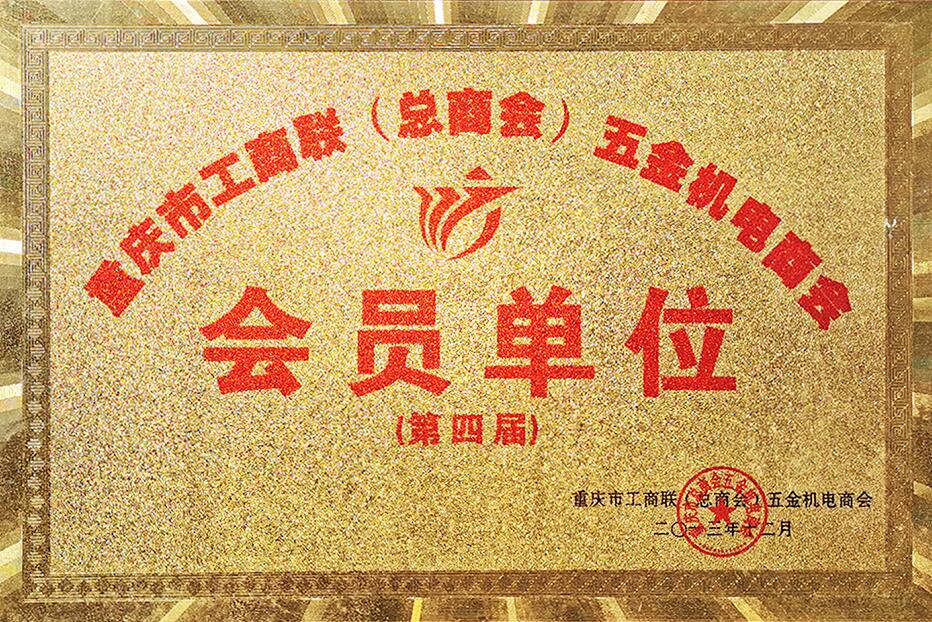 重庆市工商联（总商会）五金机电商会
会员单位
(第四届)
重庆市工商联（总商会）五金机电商会
二〇一三年十二月